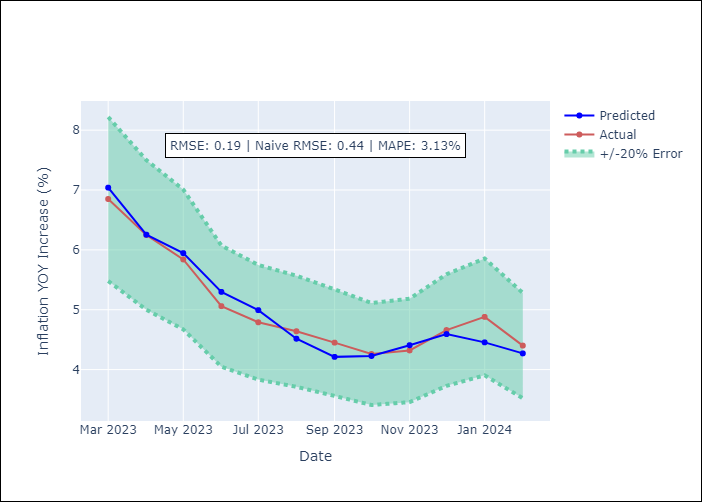 RMSE: 0.19 | Naive RMSE: 0.44 | MAPE: 3.13%
Predicted
Actual
+/-20% Error
Inflation YOY Increase (%)
8
7
6
5
4
Mar 2023 May 2023 Jul 2023 Sep 2023 Nov 2023 Jan 2024
Date